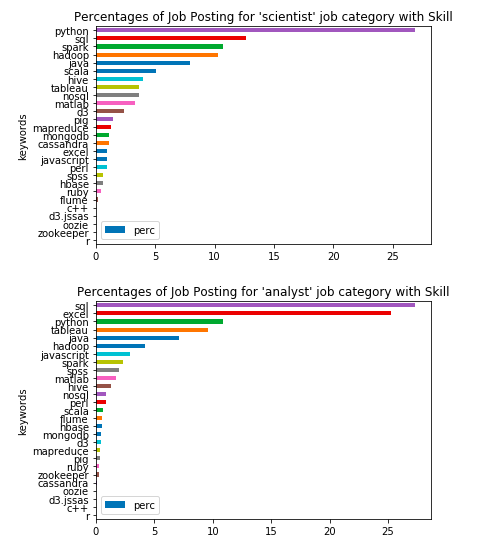 Percentages of Job Posting for 'scientist' job category with Skill
python
sql
spark
hadoop
java
scala
hive
tableau
nosql
matlab
d3
pig
mapreduce
mongodb
cassandra
excel
javascript
perl
spss
hbase
ruby
flume
c++
d3.jssas
oozie
zookeeper
r
keywords
perc
0 5 10 15 20 25
Percentages of Job Posting for 'analyst' job category with Skill
sql
excel
python
tableau
java
hadoop
javascript
spark
spss
matlab
hive
nosql
perl
scala
flume
hbase
mongodb
d3
mapreduce
pig
ruby
zookeeper
cassandra
oozie
d3.jssas
c++
r
keywords
perc
0 5 10 15 20 25